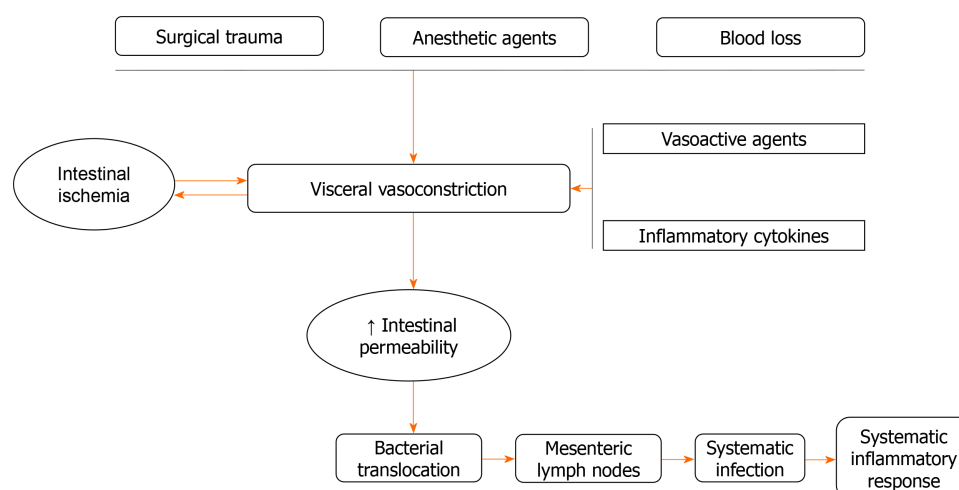 Surgical trauma
Anesthetic agents
Blood loss
Vasoactive agents
Intestinal
ischemia
Visceral vasoconstriction
Inflammatory cytokines
↑ Intestinal
permeability
Bacterial
translocation
Mesenteric
lymph nodes
Systematic
infection
Systematic
inflammatory
response